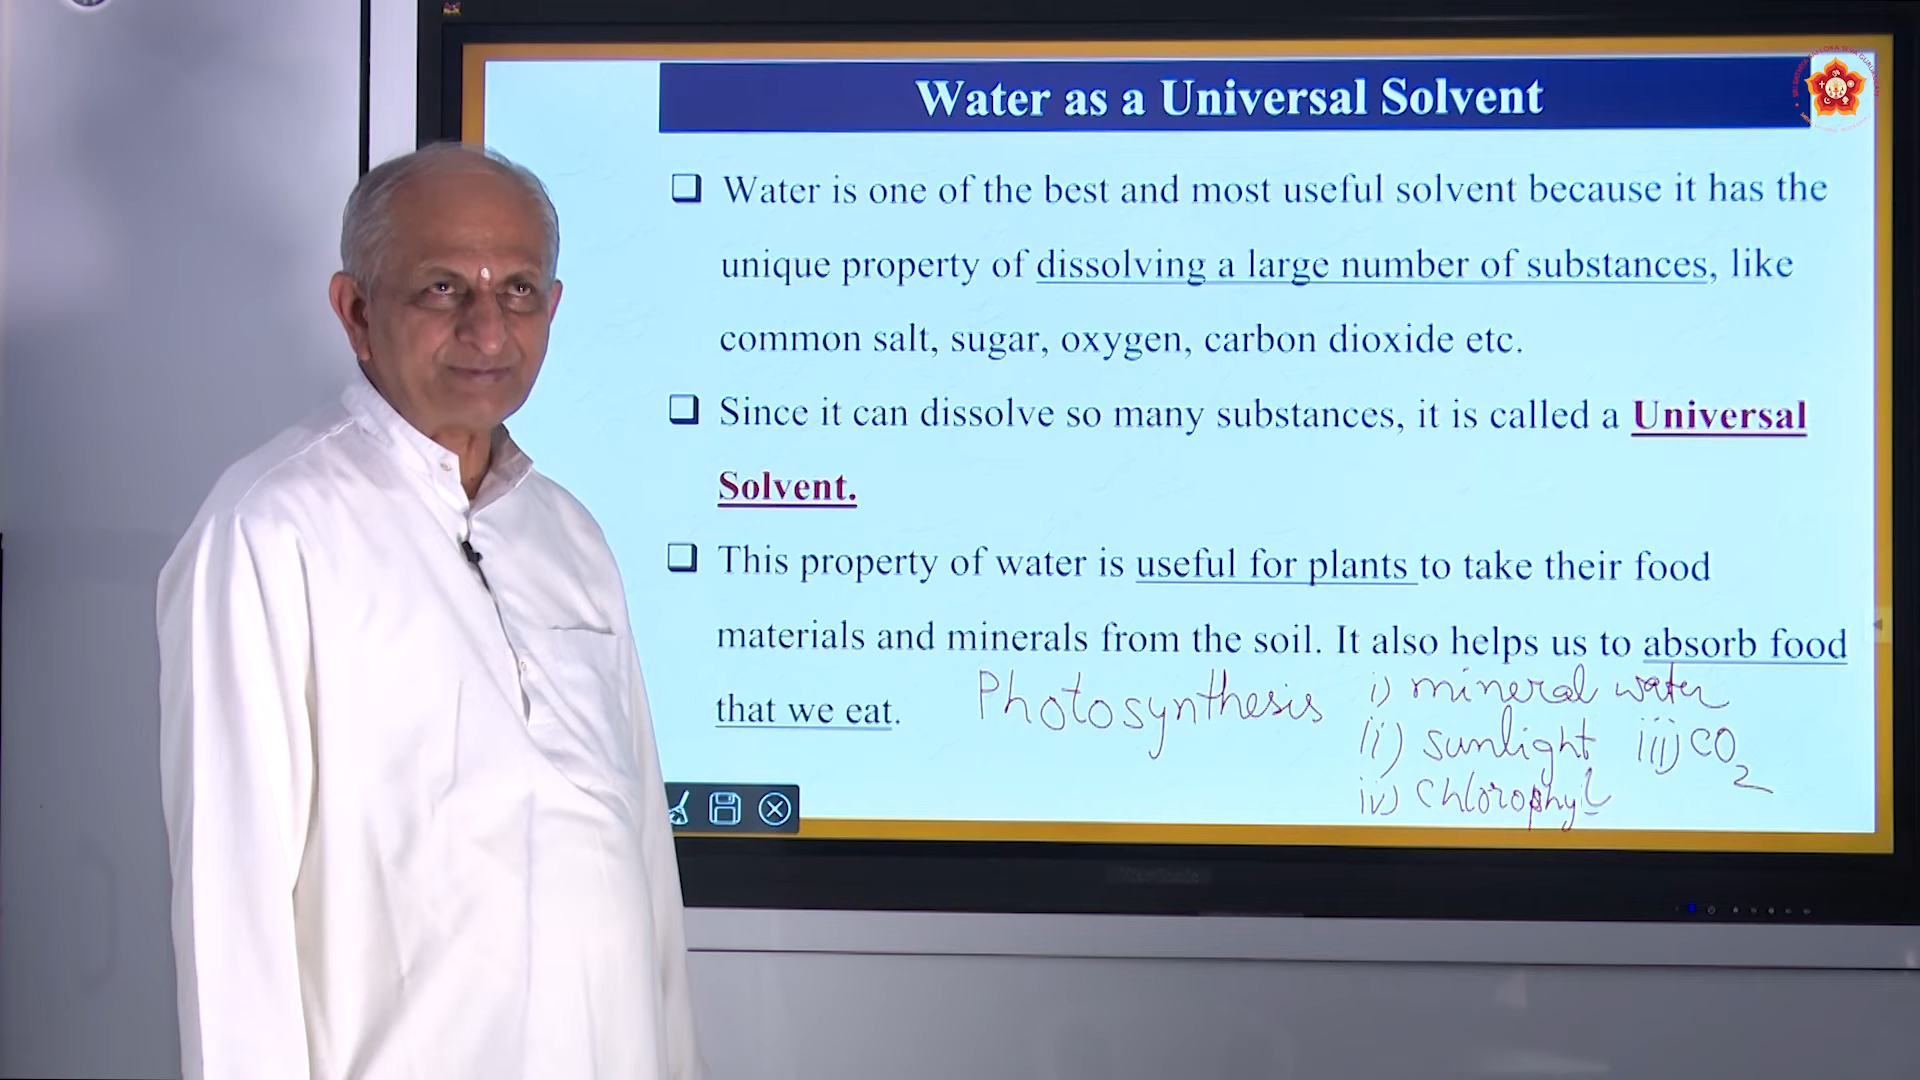 Water as a Universal Solvent
Water is one of the best and most useful solvent because it has the
unique property of dissolving a large number of substances, like
common salt, sugar, oxygen, carbon dioxide etc.
Since it can dissolve so many substances, it is called a Universal
Solvent.
This property of water is useful for plants to take their food
materials and minerals from the soil. It also helps us to absorb food
that we eat.
Photosynthesis
i) mineral water
ii) sunlight iii) CO2
iv) Chlorophyl